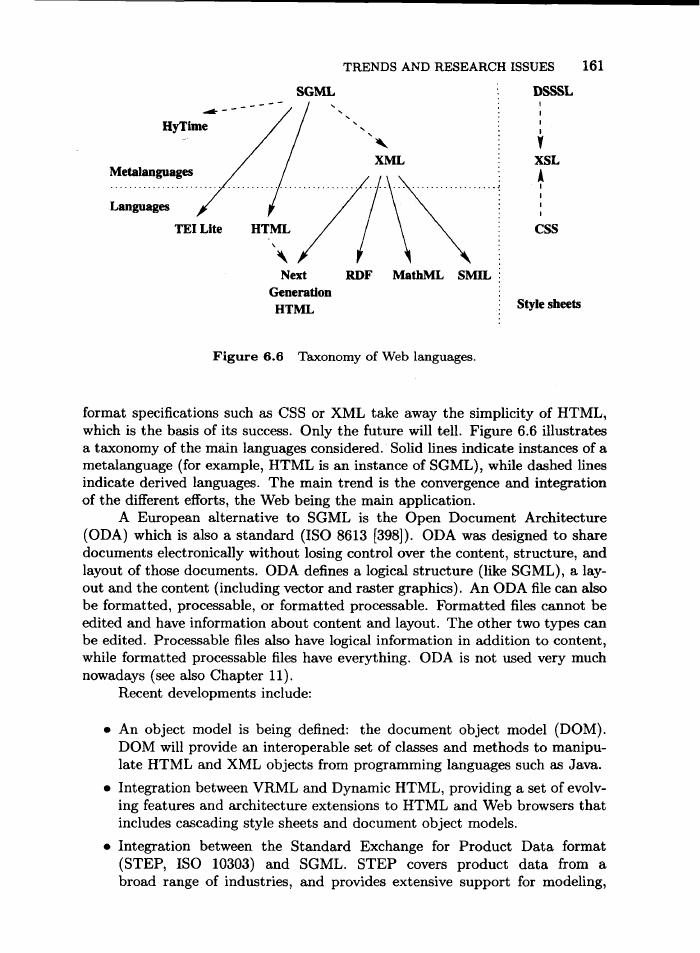 TRENDS AND RESEARCH ISSUES 161
SGML DSSSL
HyTime
XML XSL
Metalanguages
Languages
TEI Lite HTML CSS
Next RDF MathML SMIL
Generation
HTML Style sheets
Figure 6.6 Taxonomy of Web languages.
format specifications such as CSS or XML take away the simplicity of HTML,
which is the basis of its success. Only the future will tell. Figure 6.6 illustrates
a taxonomy of the main languages considered. Solid lines indicate instances of a
metalanguage (for example, HTML is an instance of SGML), while dashed lines
indicate derived languages. The main trend is the convergence and integration
of the different efforts, the Web being the main application.
A European alternative to SGML is the Open Document Architecture
(ODA) which is also a standard (ISO 8613 [398]). ODA was designed to share
documents electronically without losing control over the content, structure, and
layout of those documents. ODA defines a logical structure (like SGML), a lay-
out and the content (including vector and raster graphics). An ODA file can also
be formatted, processable, or formatted processable. Formatted files cannot be
edited and have information about content and layout. The other two types can
be edited. Processable files also have logical information in addition to content,
while formatted processable files have everything. ODA is not used very much
nowadays (see also Chapter 11).
Recent developments include:
• An object model is being defined: the document object model (DOM).
DOM will provide an interoperable set of classes and methods to manipu-
late HTML and XML objects from programming languages such as Java.
• Integration between VRML and Dynamic HTML, providing a set of evolv-
ing features and architecture extensions to HTML and Web browsers that
includes cascading style sheets and document object models.
• Integration between the Standard Exchange for Product Data format
(STEP, ISO 10303) and SGML. STEP covers product data from a
broad range of industries, and provides extensive support for modeling,